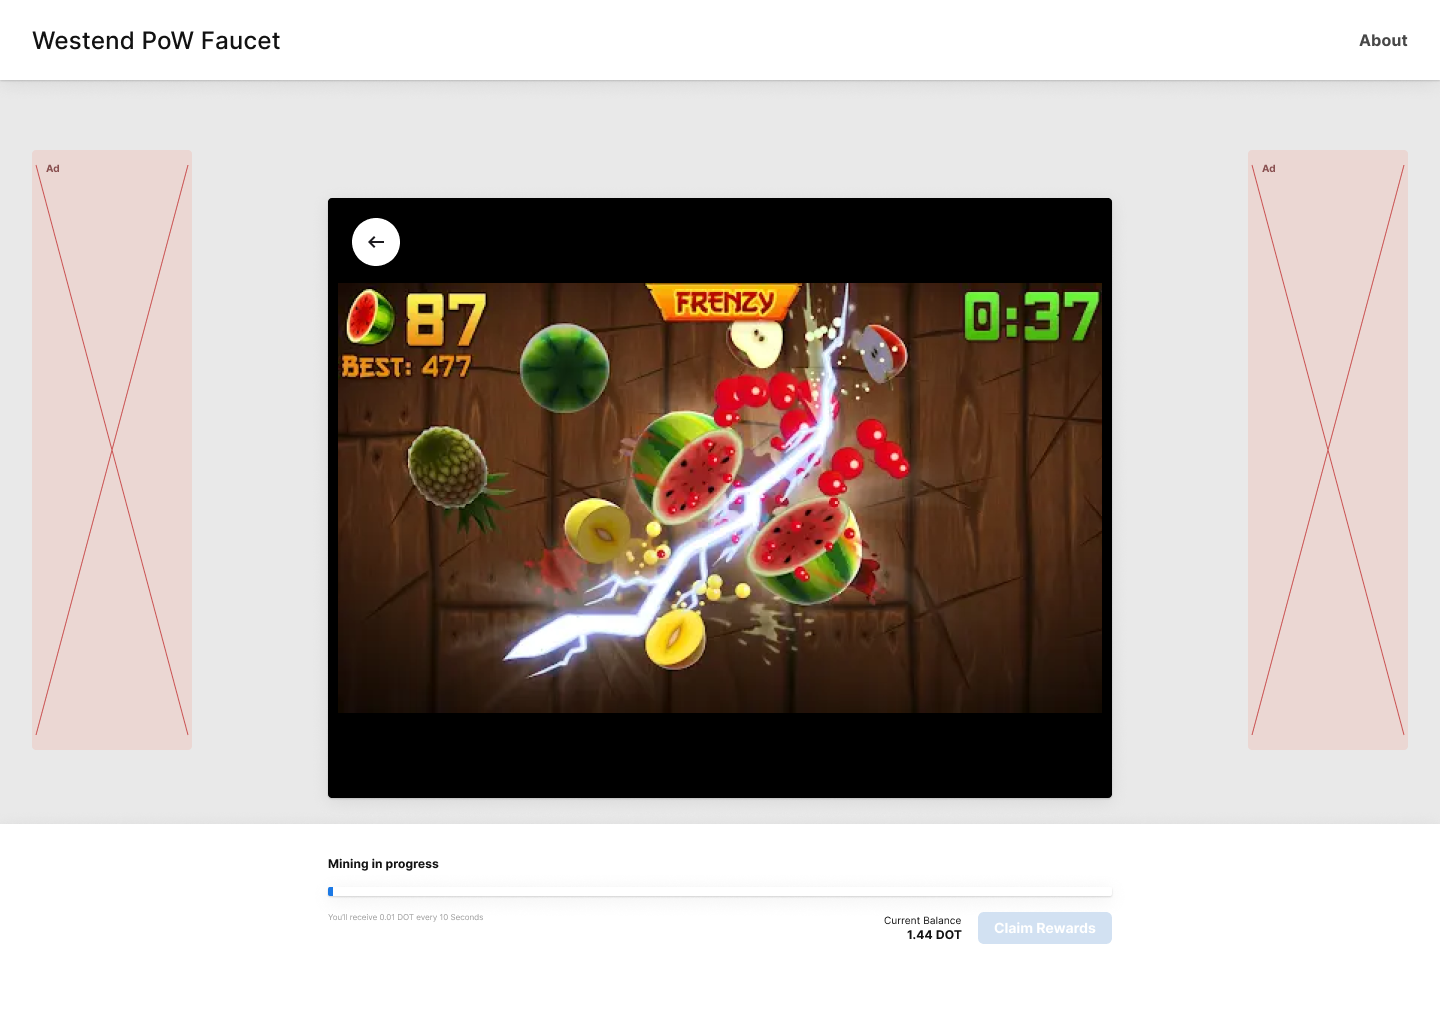 Westend PoW Faucet
About
Ad
Ad
87
FRENZY
0:37
BEST: 477
Mining in progress
You'll receive 0.01 DOT every 10 Seconds
Current Balance
1.44 DOT
Claim Rewards